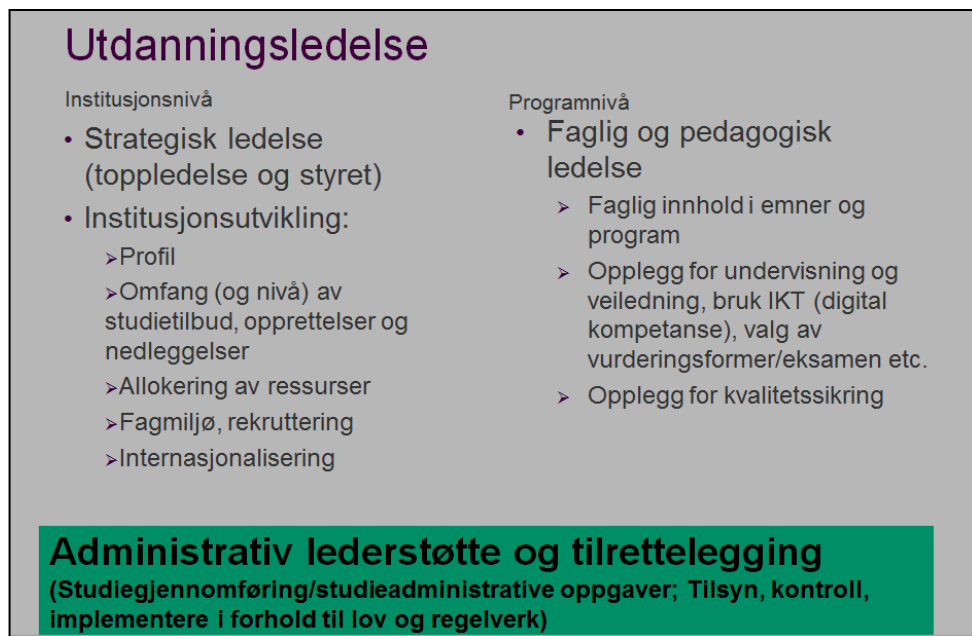 Utdanningsledelse
Institusjonsnivå
• Strategisk ledelse
(toppledelse og styret)
• Institusjonsutvikling:
➢Profil
➢Omfang (og nivå) av
studietilbud, opprettelser og
nedleggelser
➢Allokering av ressurser
➢Fagmiljø, rekruttering
➢Internasjonalisering
Programnivå
• Faglig og pedagogisk
ledelse
➢ Faglig innhold i emner og
program
➢ Opplegg for undervisning og
veiledning, bruk IKT (digital
kompetanse), valg av
vurderingsformer/eksamen etc.
➢ Opplegg for kvalitetssikring
Administrativ lederstøtte og tilrettelegging
(Studiegjennomføring/studieadministrative oppgaver; Tilsyn, kontroll,
implementere i forhold til lov og regelverk)